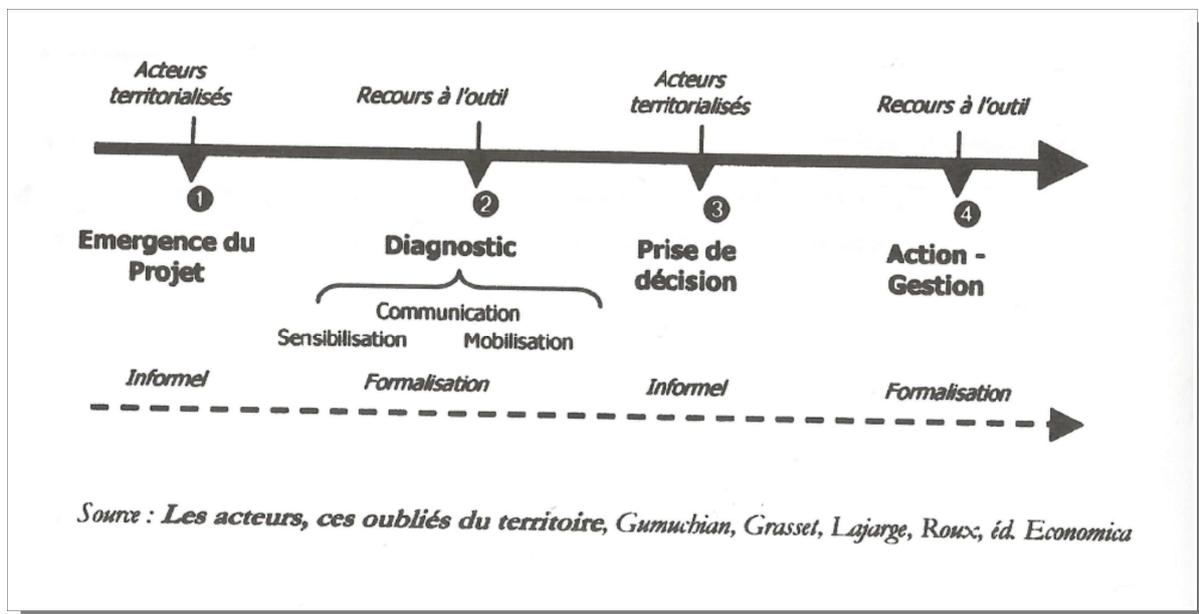 Acteurs
territorialisés
Recours à l'outil
Acteurs
territorialisés
Recours à l'outil
1
2
3
4
Emergence du
Projet
Diagnostic
Prise de
décision
Action -
Gestion
Communication
Sensibilisation
Mobilisation
Informel
Formalisation
Informel
Formalisation
Source : Les acteurs, ces oubliés du territoire, Gumuchian, Grasset, Lajarge, Roux, éd. Economica